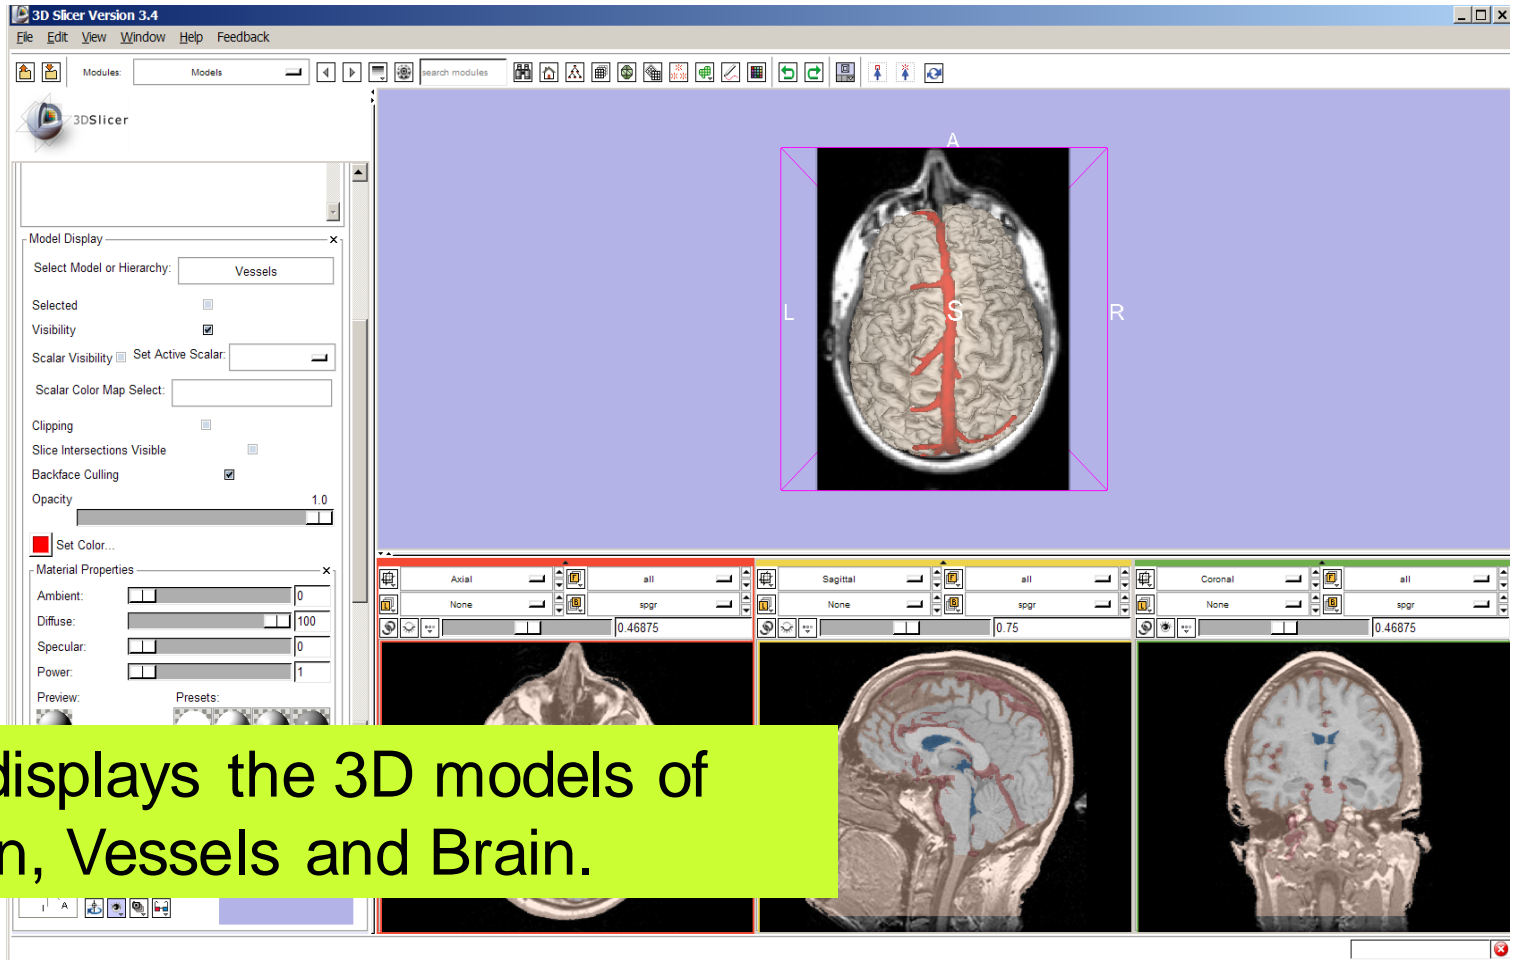 3D Slicer Version 3.4
File Edit View Window Help Feedback
Modules: Models search modules
3DSlicer
Model Display
Select Model or Hierarchy: Vessels
Selected
Visibility
Scalar Visibility Set Active Scalar:
Scalar Color Map Select:
Clipping
Slice Intersections Visible
Backface Culling
Opacity 1.0
Set Color...
Material Properties
Ambient: 0
Diffuse: 100
Specular: 0
Power: 1
Preview: Presets:
A
L S R
Axial all
None spgr
0.46875
Sagittal all
None spgr
0.75
Coronal all
None spgr
0.46875
displays the 3D models of
n, Vessels and Brain.
A